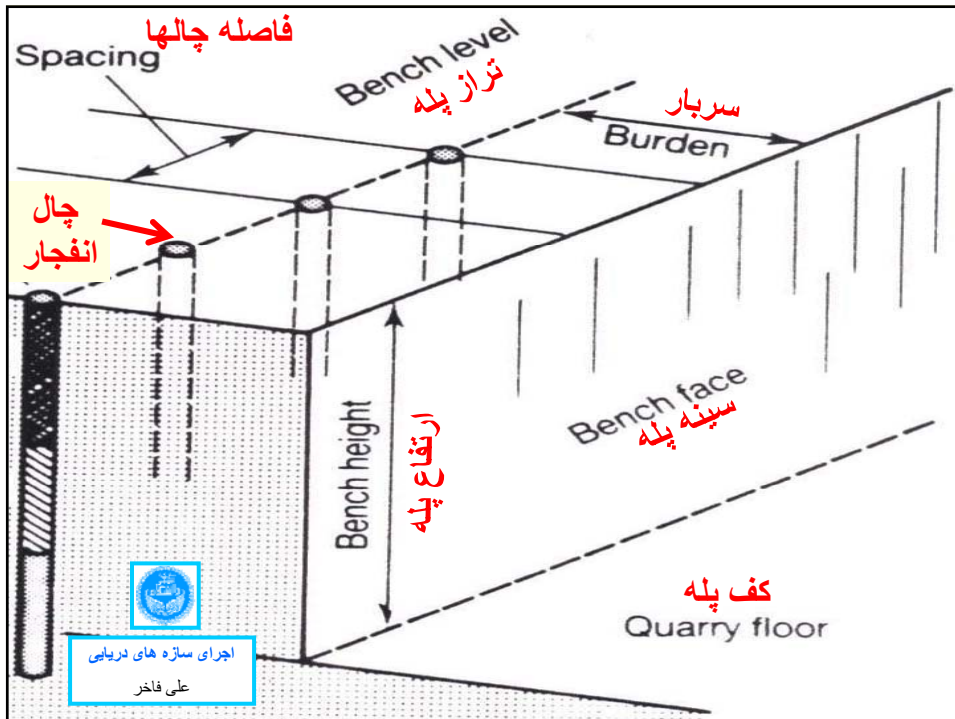 فاصله چالها
Spacing
Bench level
تراز پله
سربار
Burden
چال
انفجار
Bench height
ارتفاع پله
Bench face
سینه پله
کف پله
Quarry floor
اجرای سازه های دریایی
علی فاخر